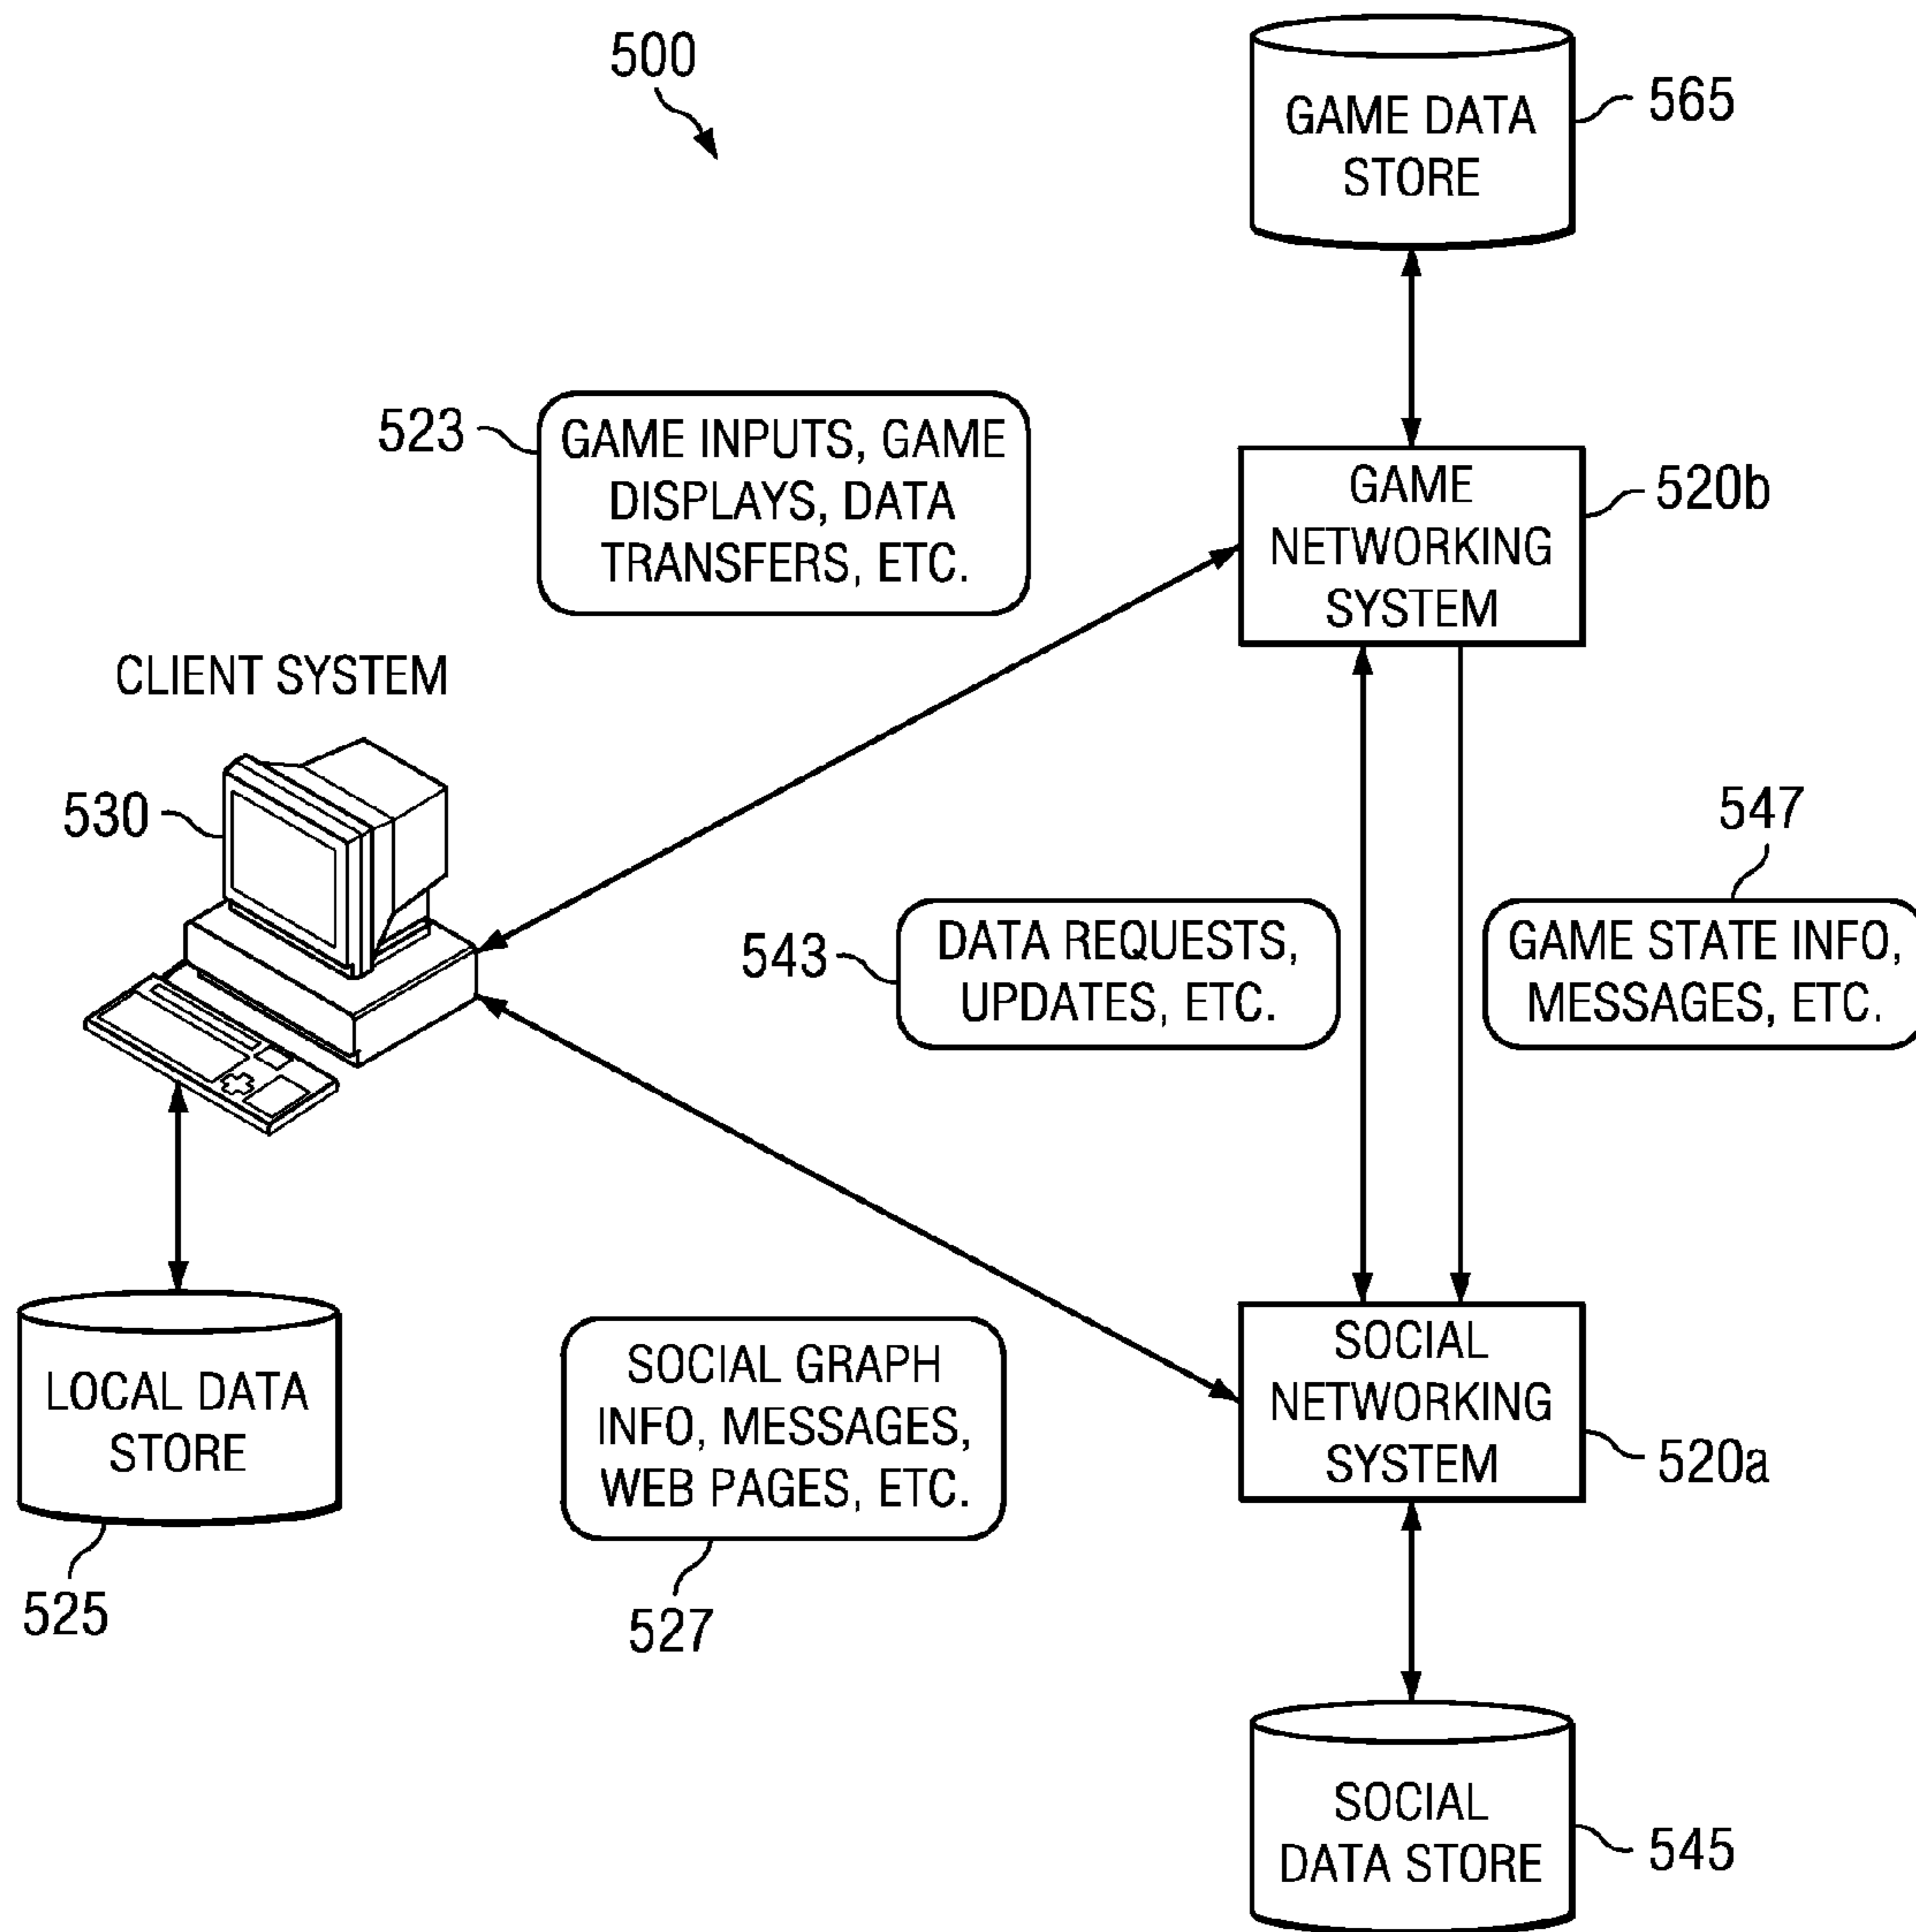 500
GAME DATA
STORE
565
523
GAME INPUTS, GAME
DISPLAYS, DATA
TRANSFERS, ETC.
GAME
NETWORKING
SYSTEM
520b
CLIENT SYSTEM
530
547
543
DATA REQUESTS,
UPDATES, ETC.
GAME STATE INFO,
MESSAGES, ETC.
LOCAL DATA
STORE
525
SOCIAL GRAPH
INFO, MESSAGES,
WEB PAGES, ETC.
527
SOCIAL
NETWORKING
SYSTEM
520a
SOCIAL
DATA STORE
545